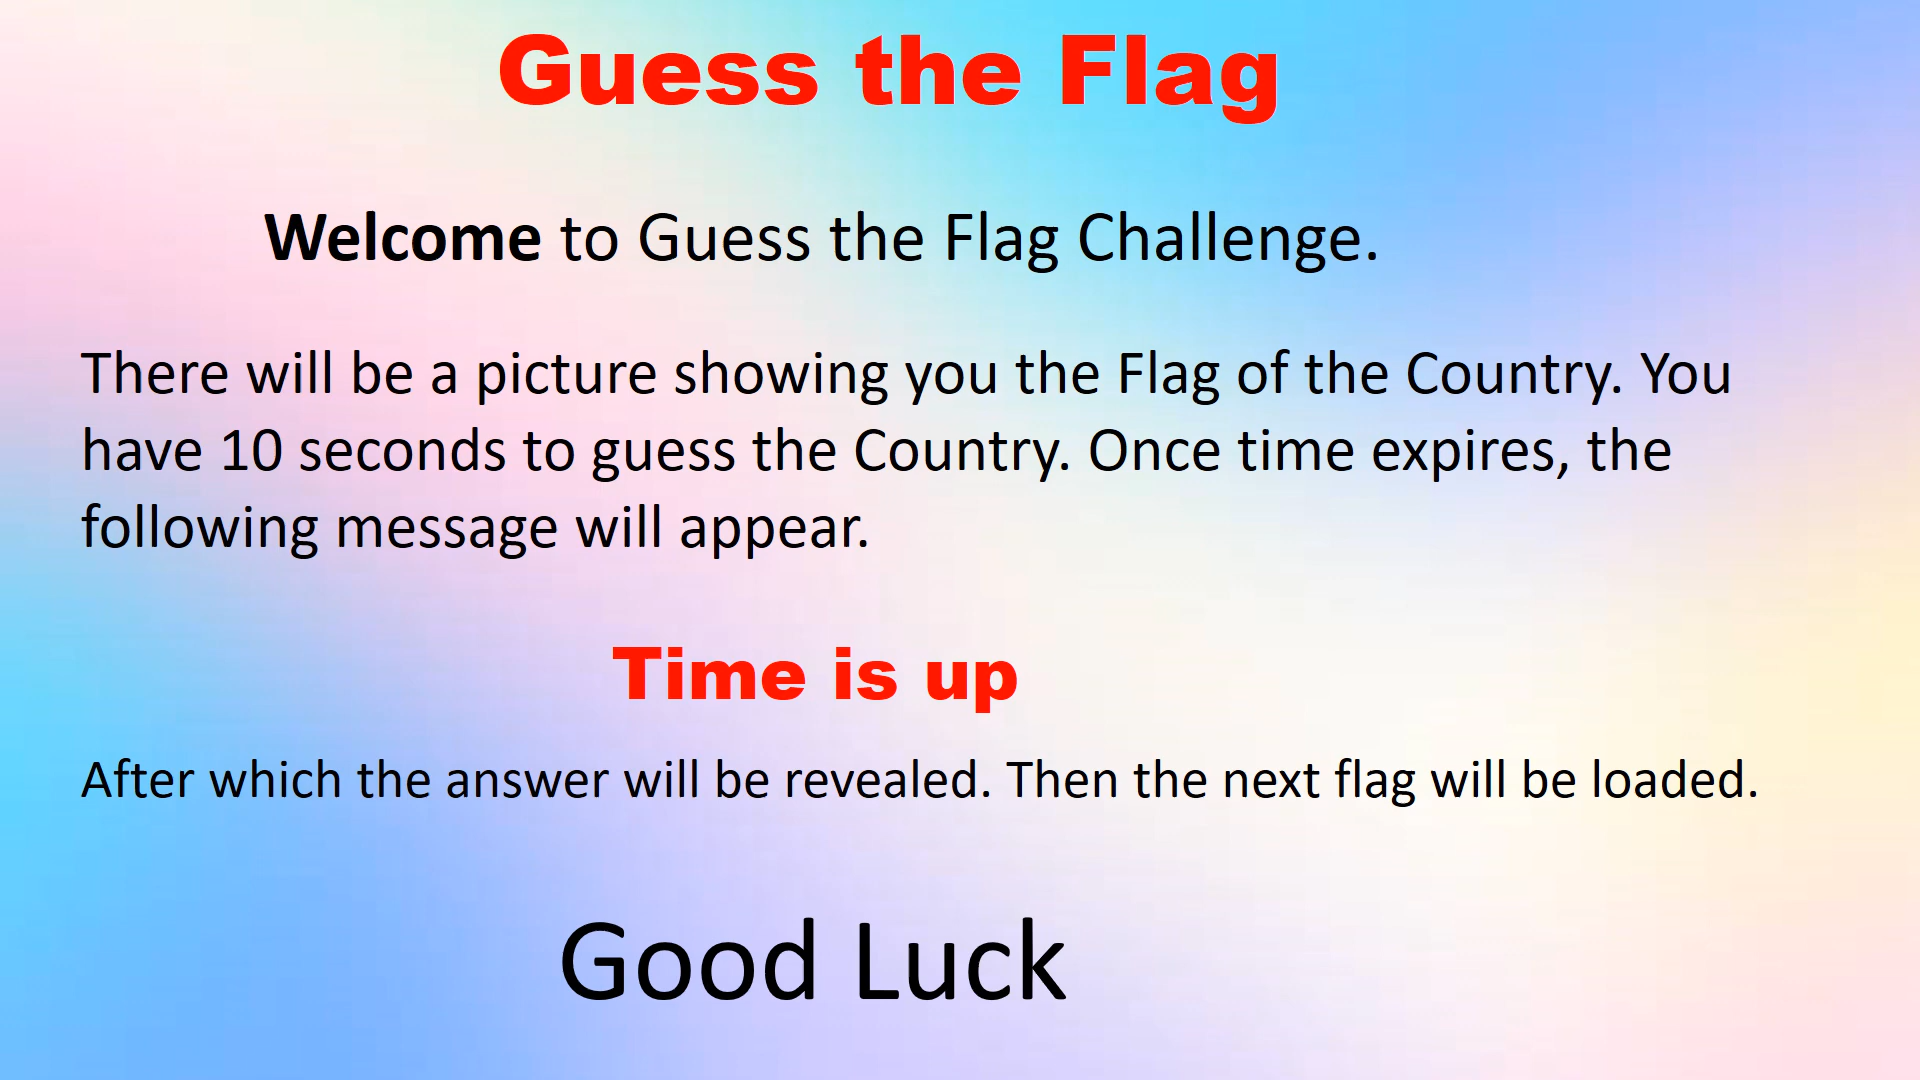 Guess the Flag
Welcome to Guess the Flag Challenge.
There will be a picture showing you the Flag of the Country. You
have 10 seconds to guess the Country. Once time expires, the
following message will appear.
Time is up
After which the answer will be revealed. Then the next flag will be loaded.
Good Luck